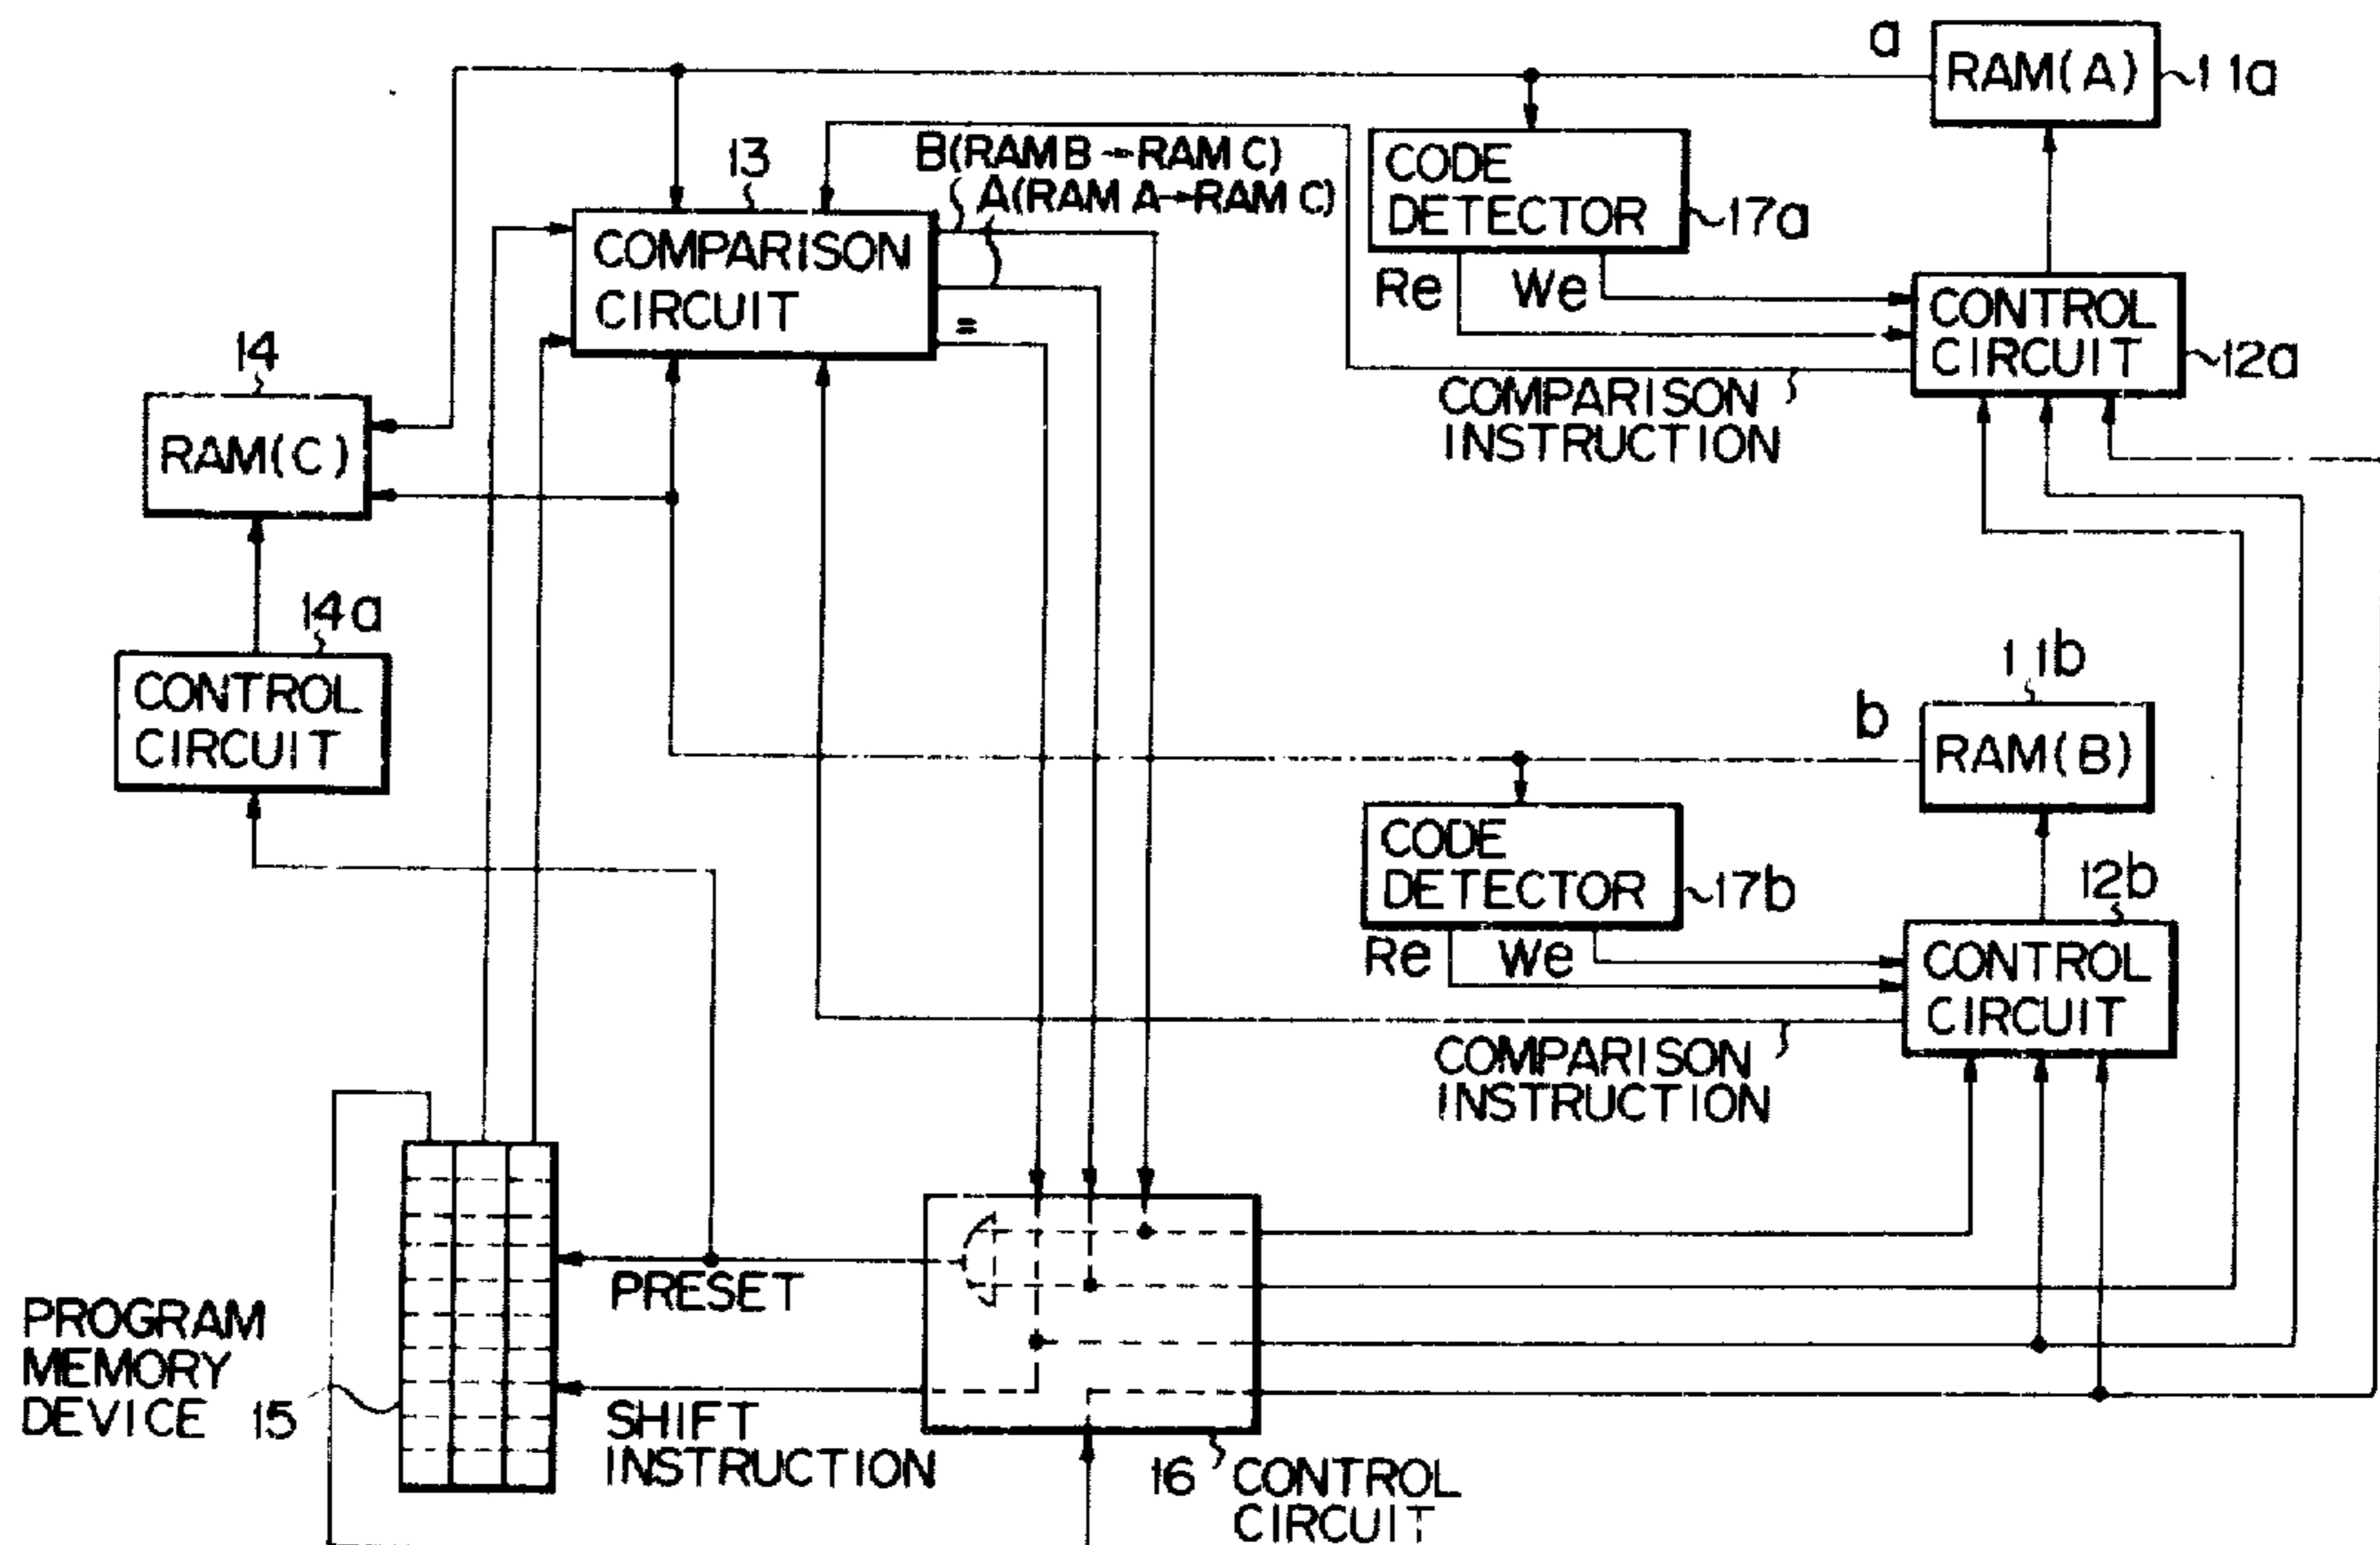 a
RAM(A)
11a
13
B(RAM B→RAM C)
A(RAM A→RAM C)
CODE
DETECTOR
17a
COMPARISON
CIRCUIT
=
Re
We
CONTROL
CIRCUIT
12a
14
RAM(C)
COMPARISON
INSTRUCTION
14a
CONTROL
CIRCUIT
11b
b
RAM(B)
CODE
DETECTOR
17b
12b
Re
We
CONTROL
CIRCUIT
COMPARISON
INSTRUCTION
PRESET
PROGRAM
MEMORY
DEVICE
15
SHIFT
INSTRUCTION
16
CONTROL
CIRCUIT